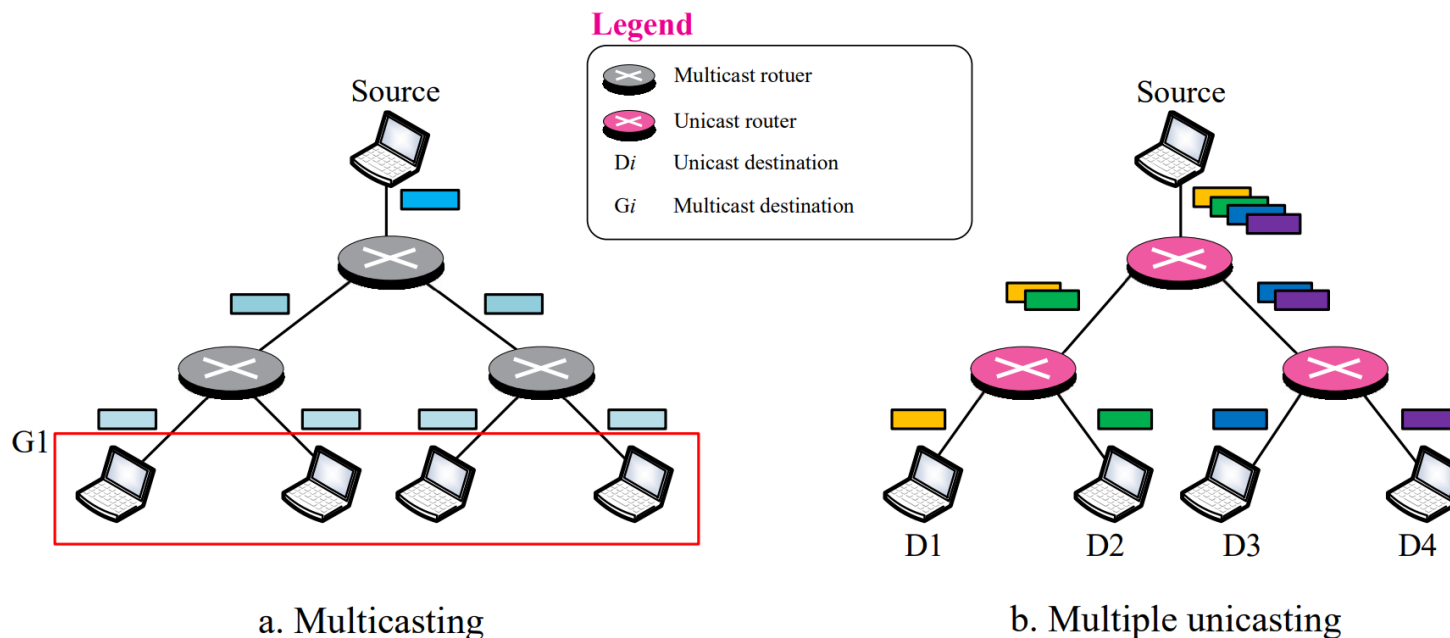 Legend
Multicast rotuer
Unicast router
Di Unicast destination
Gi Multicast destination
Source
G1
a. Multicasting
Source
D1 D2 D3 D4
b. Multiple unicasting